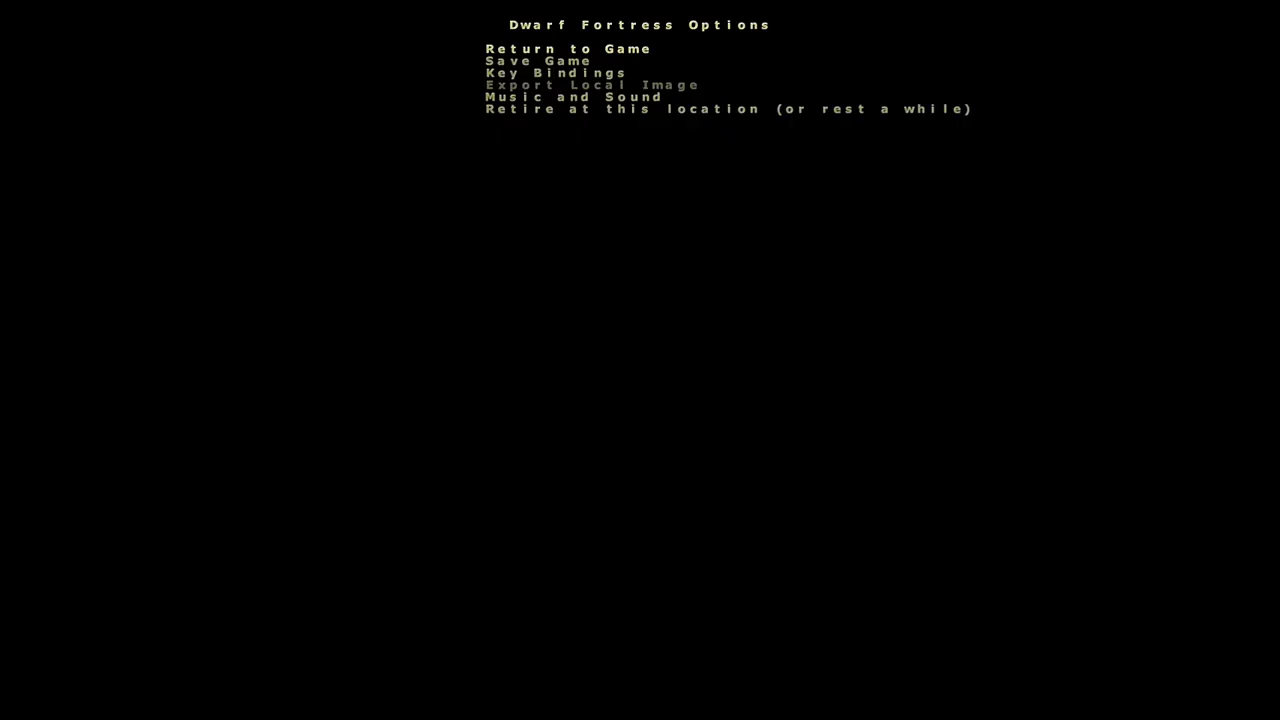 Dwarf Fortress Options
Return to Game
Save Game
Key Bindings
Export Local Image
Music and Sound
Retire at this location (or rest a while)